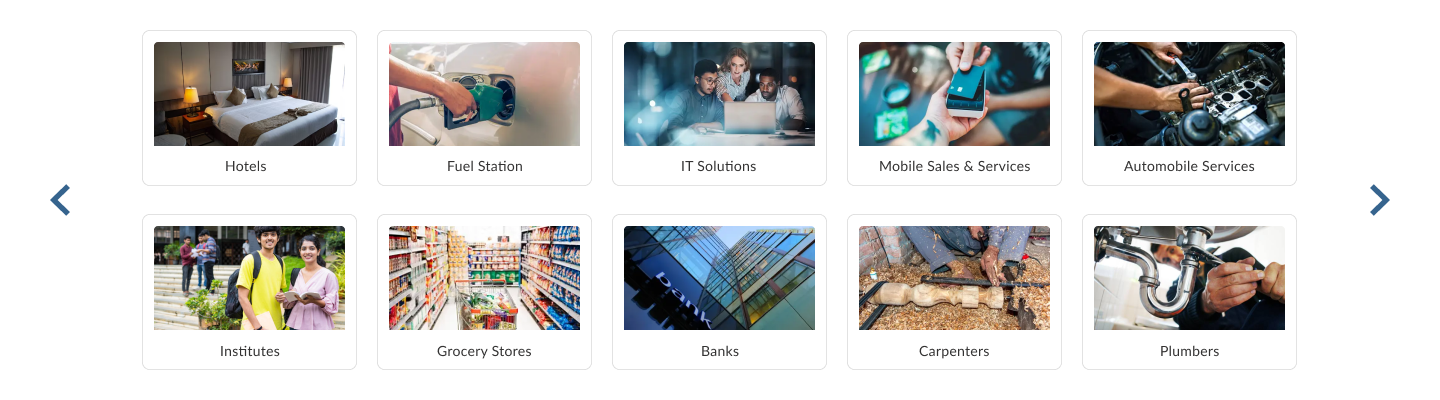 Hotels
Fuel Station
IT Solutions
Mobile Sales & Services
Automobile Services
bank
Institutes
Grocery Stores
Banks
Carpenters
Plumbers